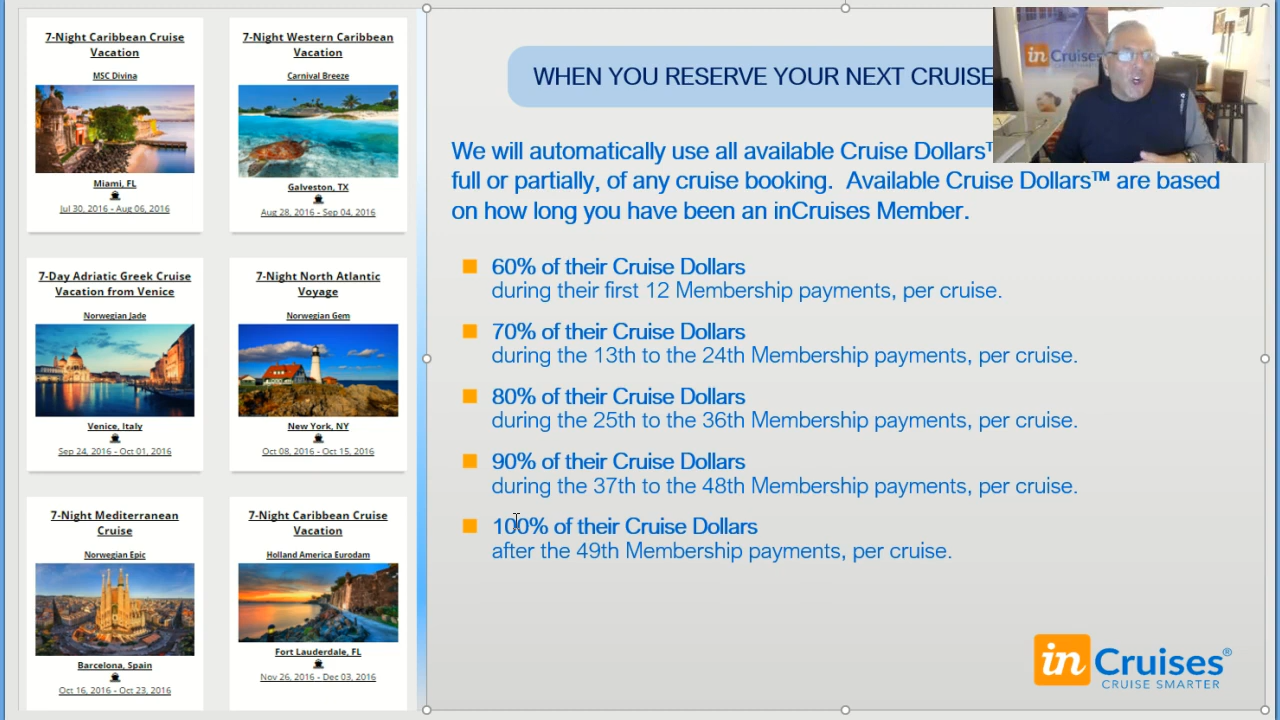 7-Night Caribbean Cruise
Vacation
MSC Divina
Miami, FL
Jul 30, 2016 - Aug 06, 2016
7-Night Western Caribbean
Vacation
Carnival Breeze
Galveston, TX
Aug 28, 2016 - Sep 04, 2016
7-Day Adriatic Greek Cruise
Vacation from Venice
Norwegian Jade
Venice, Italy
Sep 24, 2016 - Oct 01, 2016
7-Night North Atlantic
Voyage
Norwegian Gem
New York, NY
Oct 08, 2016 - Oct 15, 2016
7-Night Mediterranean
Cruise
Norwegian Epic
Barcelona, Spain
Oct 16, 2016 - Oct 23, 2016
7-Night Caribbean Cruise
Vacation
Holland America Eurodam
Fort Lauderdale, FL
Nov 26, 2016 - Dec 03, 2016
WHEN YOU RESERVE YOUR NEXT CRUISE
in Cruises
We will automatically use all available Cruise Dollars™
full or partially, of any cruise booking. Available Cruise Dollars™ are based
on how long you have been an inCruises Member.
60% of their Cruise Dollars
during their first 12 Membership payments, per cruise.
70% of their Cruise Dollars
during the 13th to the 24th Membership payments, per cruise.
80% of their Cruise Dollars
during the 25th to the 36th Membership payments, per cruise.
90% of their Cruise Dollars
during the 37th to the 48th Membership payments, per cruise.
100% of their Cruise Dollars
after the 49th Membership payments, per cruise.
in Cruises®
CRUISE SMARTER